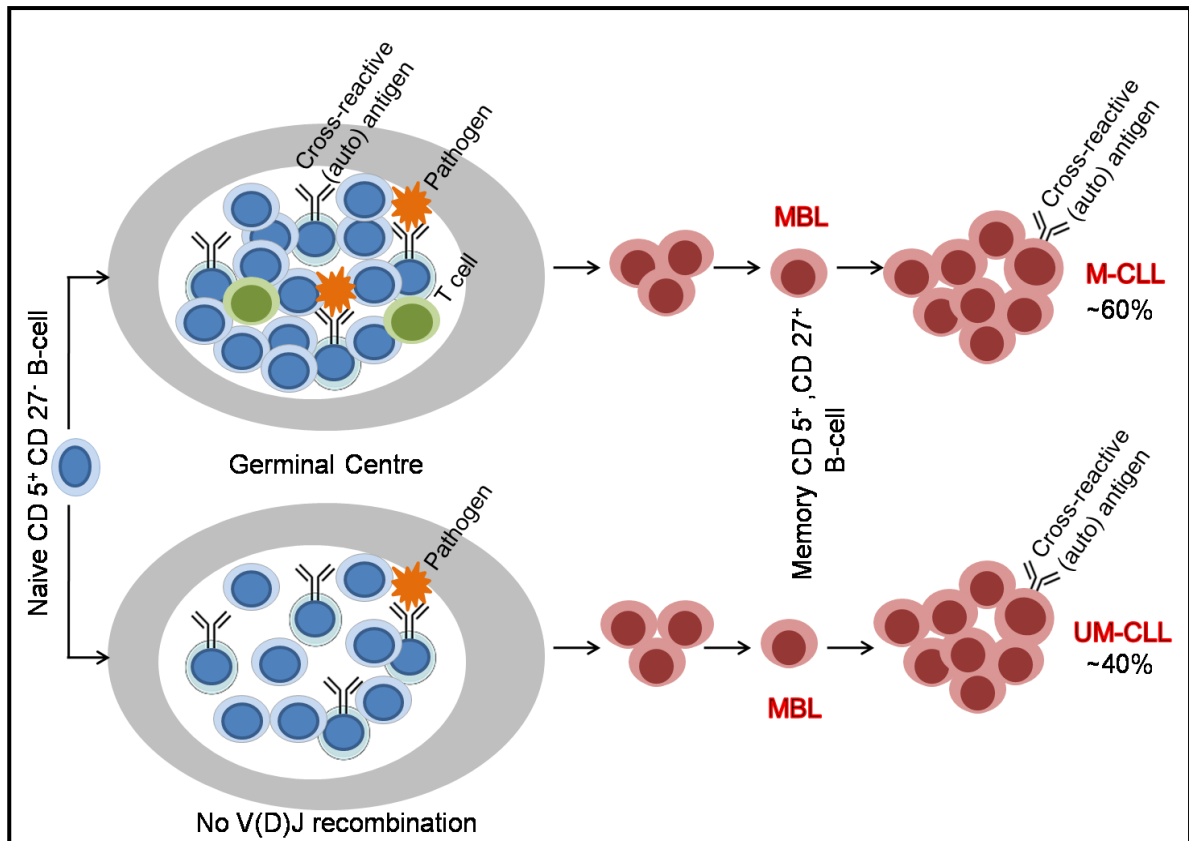 Naive CD 5⁺ CD 27⁻ B-cell
Cross-reactive
(auto) antigen
Pathogen
T cell
Germinal Centre
MBL
Cross-reactive
(auto) antigen
M-CLL
~60%
Memory CD 5⁺ ,CD 27⁺
B-cell
Pathogen
No V(D)J recombination
MBL
Cross-reactive
(auto) antigen
UM-CLL
~40%